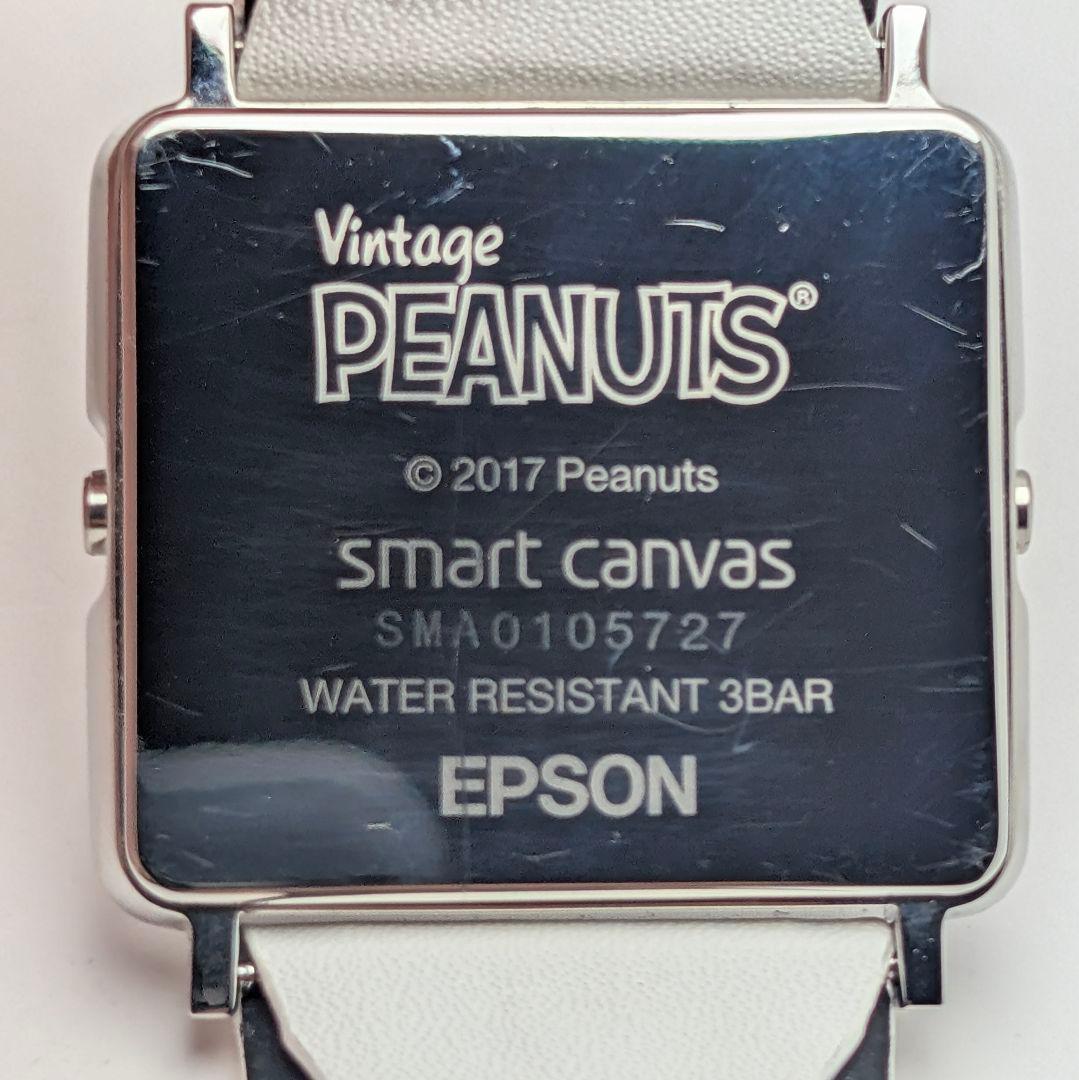 Vintage
PEANUTS®
© 2017 Peanuts
smart canvas
SMA0105727
WATER RESISTANT 3BAR
EPSON